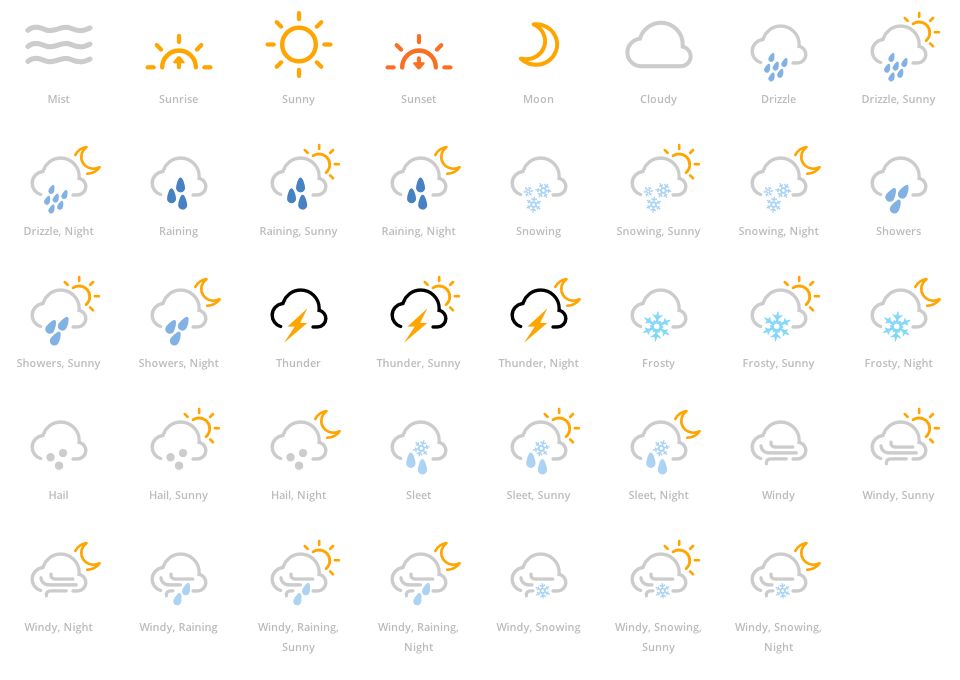 Mist
Sunrise
Sunny
Sunset
Moon
Cloudy
Drizzle
Drizzle, Sunny
Drizzle, Night
Raining
Raining, Sunny
Raining, Night
Snowing
Snowing, Sunny
Snowing, Night
Showers
Showers, Sunny
Showers, Night
Thunder
Thunder, Sunny
Thunder, Night
Frosty
Frosty, Sunny
Frosty, Night
Hail
Hail, Sunny
Hail, Night
Sleet
Sleet, Sunny
Sleet, Night
Windy
Windy, Sunny
Windy, Night
Windy, Raining
Windy, Raining,
Sunny
Windy, Raining,
Night
Windy, Snowing
Windy, Snowing,
Sunny
Windy, Snowing,
Night